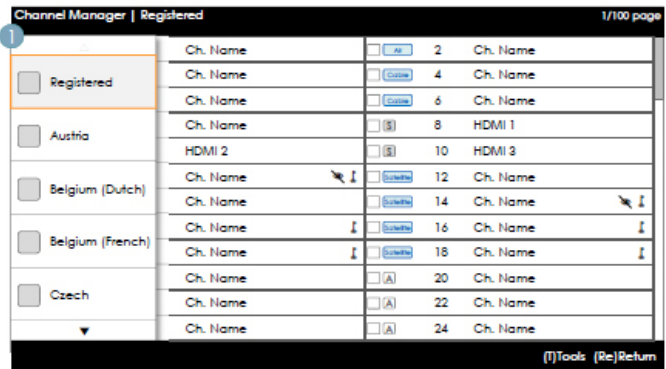 Channel Manager | Registered 1/100 page
1
Ch. Name Air 2 Ch. Name
Ch. Name Cable 4 Ch. Name
Registered
Ch. Name Cable 6 Ch. Name
Ch. Name S 8 HDMI 1
Austria
HDMI 2 S 10 HDMI 3
Ch. Name Satellite 12 Ch. Name
Belgium (Dutch)
Ch. Name Satellite 14 Ch. Name
Ch. Name Satellite 16 Ch. Name
Belgium (French)
Ch. Name Satellite 18 Ch. Name
Ch. Name A 20 Ch. Name
Czech
Ch. Name A 22 Ch. Name
Ch. Name A 24 Ch. Name
(T)Tools (Re)Return